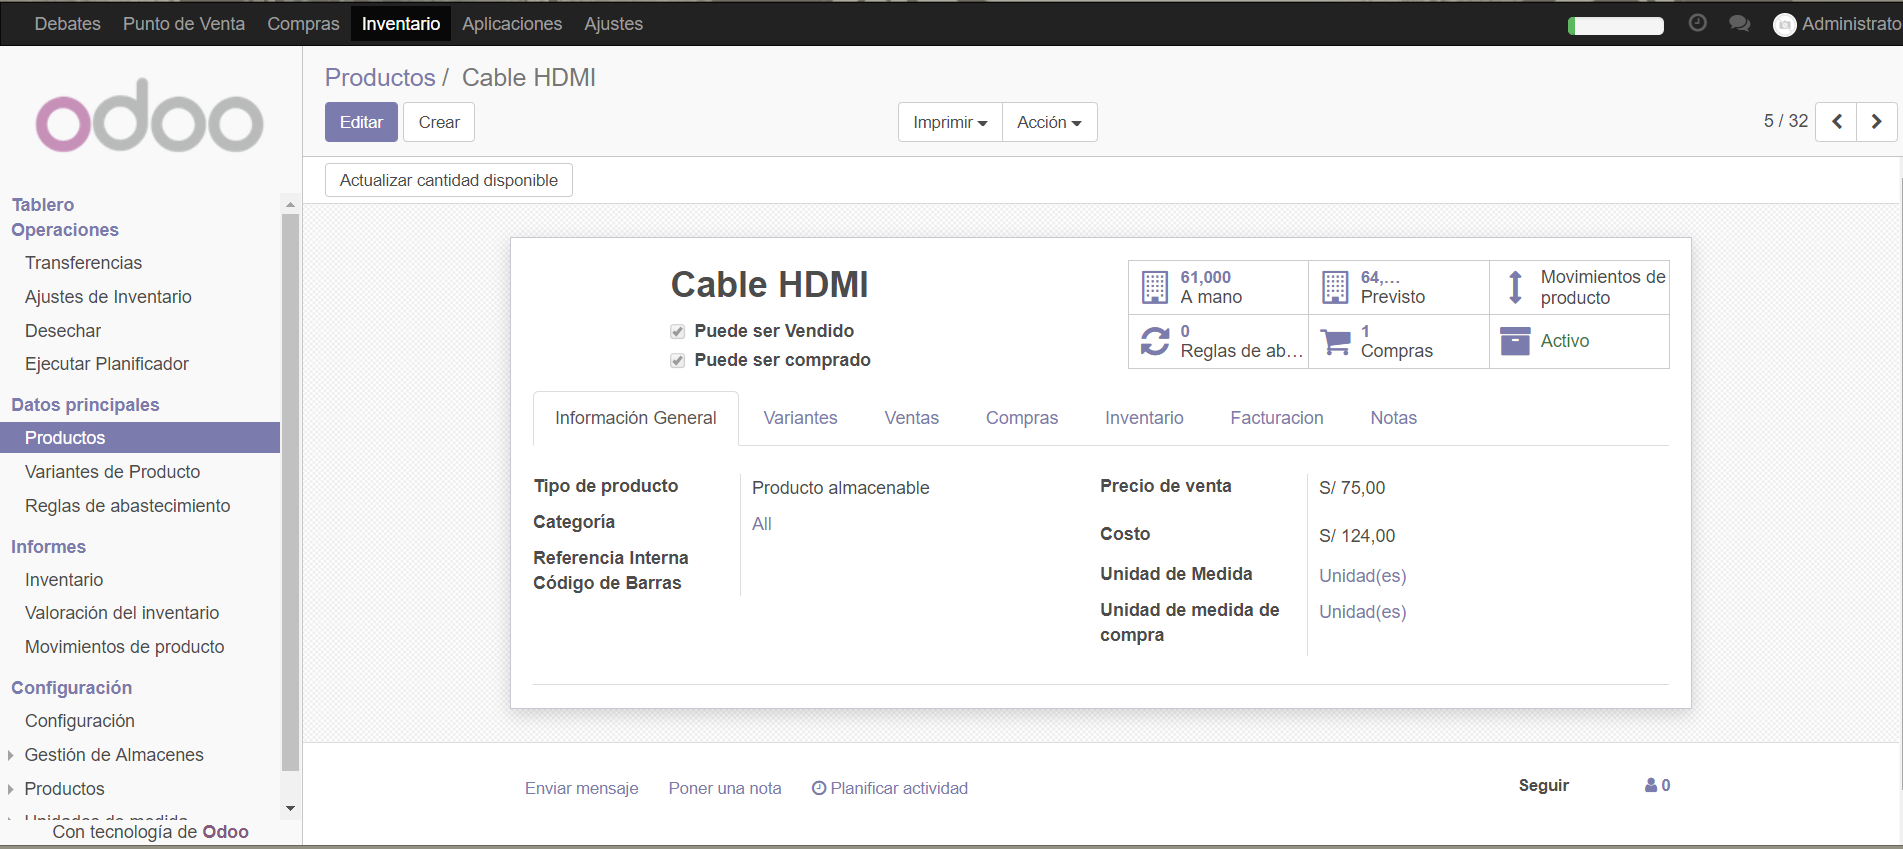 Debates Punto de Venta Compras Inventario Aplicaciones Ajustes Administrato
odoo
Productos / Cable HDMI
Editar Crear Imprimir Acción 5 / 32
Actualizar cantidad disponible
Tablero
Operaciones
Transferencias
Ajustes de Inventario
Desechar
Ejecutar Planificador
Datos principales
Productos
Variantes de Producto
Reglas de abastecimiento
Informes
Inventario
Valoración del inventario
Movimientos de producto
Configuración
Configuración
Gestión de Almacenes
Productos
Unidades de medida
Con tecnología de Odoo
Cable HDMI
Puede ser Vendido
Puede ser comprado
61,000
A mano
64,...
Previsto
Movimientos de
producto
0
Reglas de ab...
1
Compras
Activo
Información General Variantes Ventas Compras Inventario Facturacion Notas
Tipo de producto Producto almacenable
Categoría All
Referencia Interna
Código de Barras
Precio de venta S/ 75,00
Costo S/ 124,00
Unidad de Medida Unidad(es)
Unidad de medida de
compra Unidad(es)
Enviar mensaje Poner una nota Planificar actividad Seguir 0